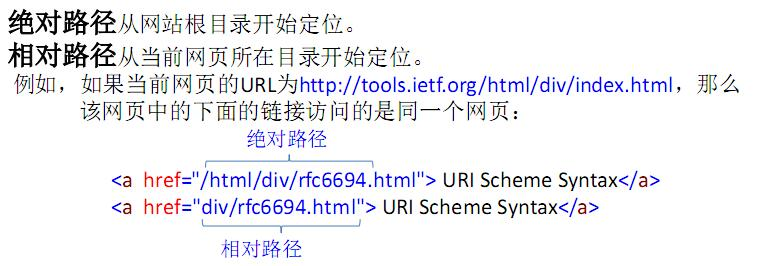 绝对路径从网站根目录开始定位。
相对路径从当前网页所在目录开始定位。
例如，如果当前网页的URL为http://tools.ietf.org/html/div/index.html，那么
该网页中的下面的链接访问的是同一个网页：
绝对路径
<a href="/html/div/rfc6694.html"> URI Scheme Syntax</a>
<a href="div/rfc6694.html"> URI Scheme Syntax</a>
相对路径